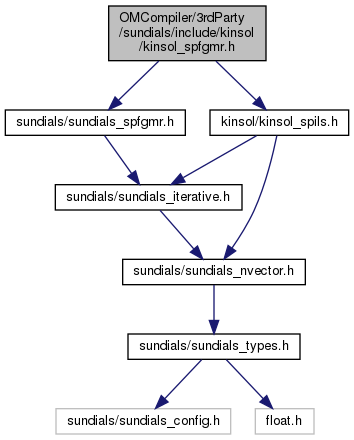 OMCompiler/3rdParty
/sundials/include/kinsol
/kinsol_spfgmr.h
sundials/sundials_spfgmr.h
kinsol/kinsol_spils.h
sundials/sundials_iterative.h
sundials/sundials_nvector.h
sundials/sundials_types.h
sundials/sundials_config.h
float.h